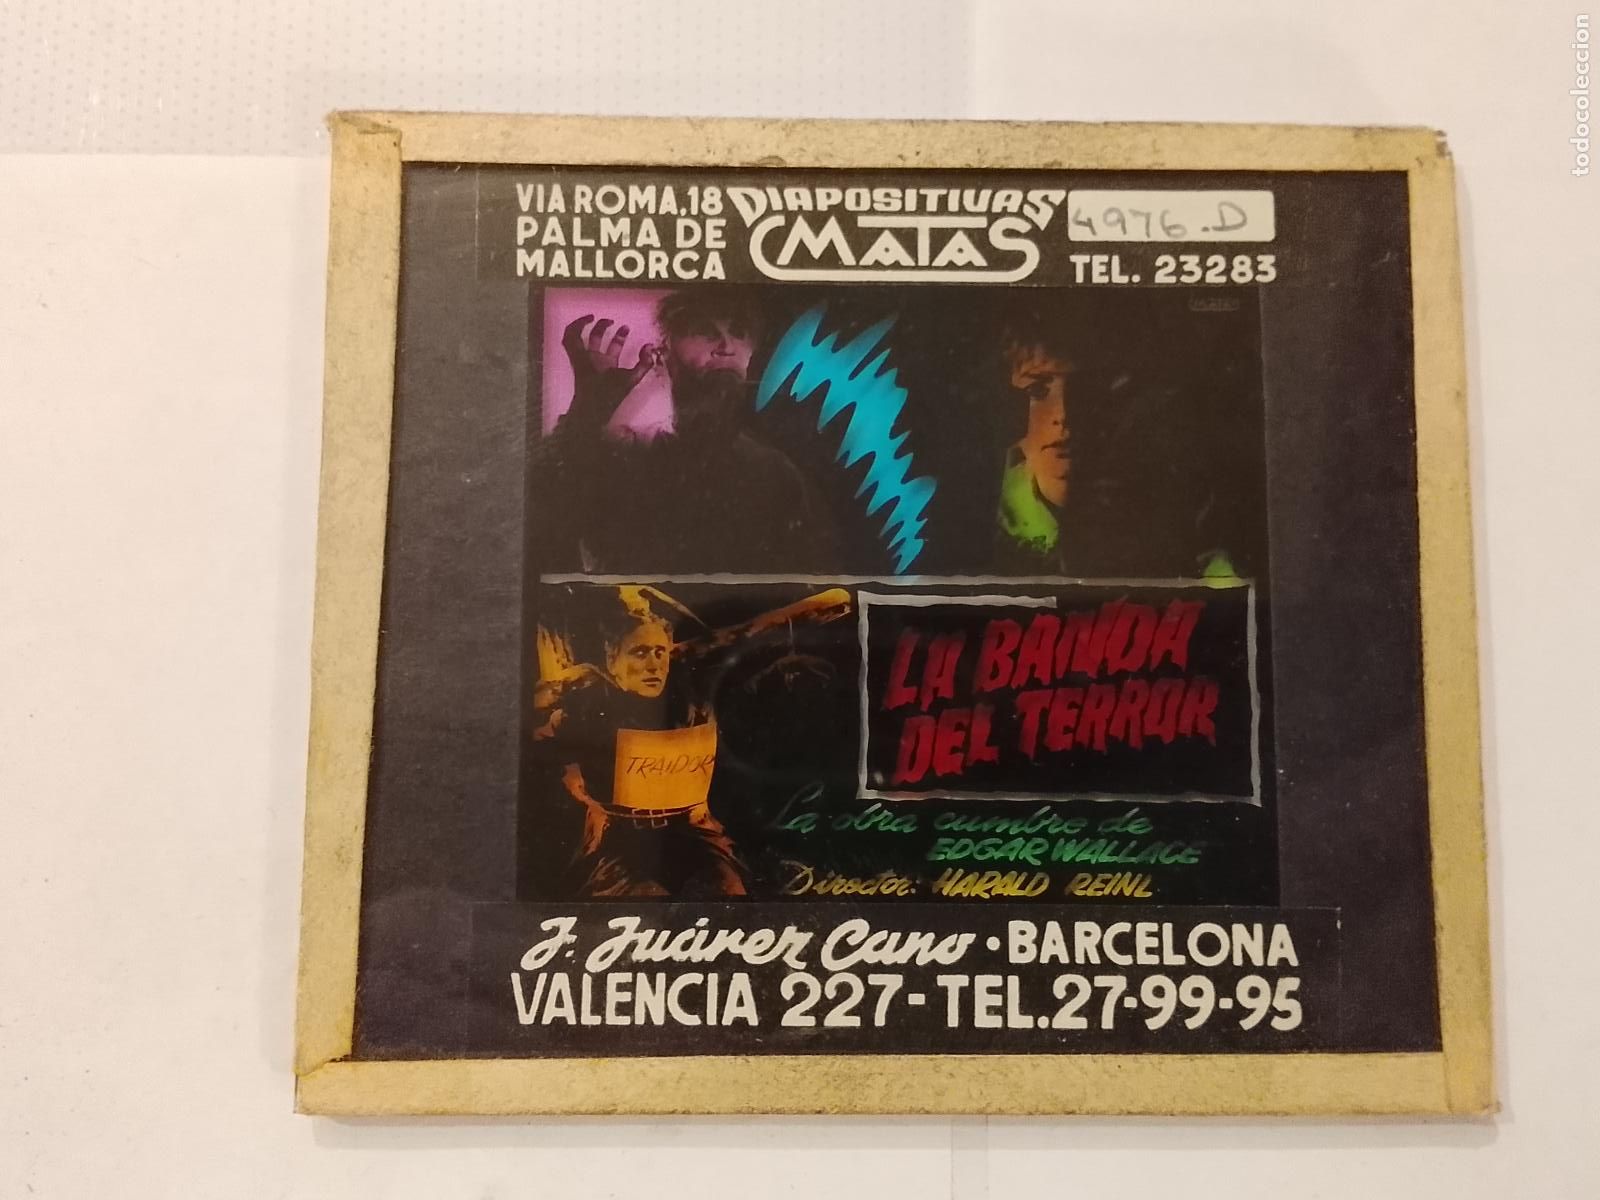 VIA ROMA, 18
PALMA DE
MALLORCA
DIAPOSITIVAS
MATAS
4976.D
TEL. 23283
MATAS
TRAIDOR
LA BANDA
DEL TERROR
La obra cumbre de
EDGAR WALLACE
Director: HARALD REINL
J. Juárez Cano · BARCELONA
VALENCIA 227 - TEL. 27-99-95
todocoleccion